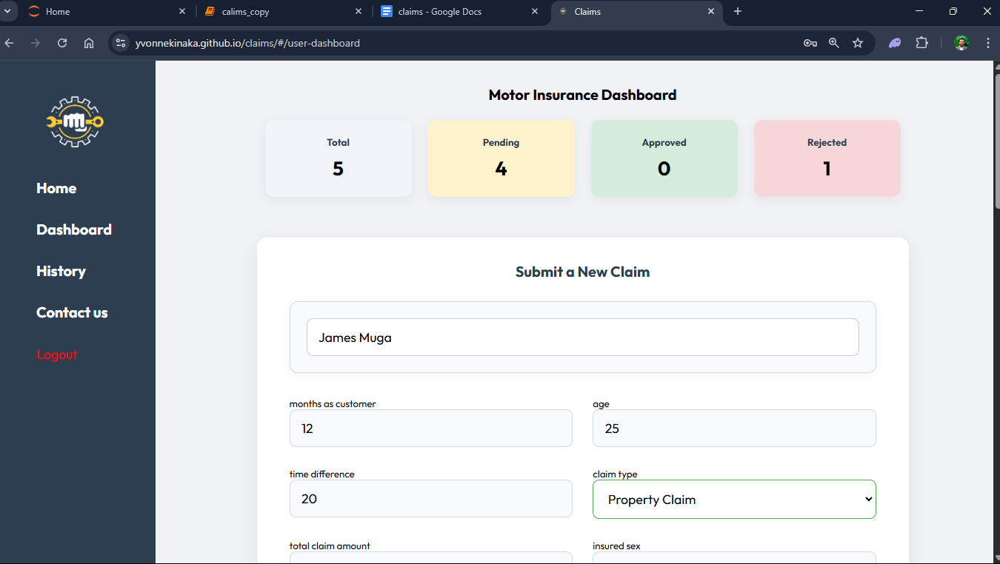 Home
calims_copy
claims - Google Docs
Claims
yvonnekinaka.github.io/claims/#/user-dashboard
Home
Dashboard
History
Contact us
Logout
Motor Insurance Dashboard
Total Pending Approved Rejected
5 4 0 1
Submit a New Claim
James Muga
months as customer age
12 25
time difference claim type
20 Property Claim
total claim amount insured sex